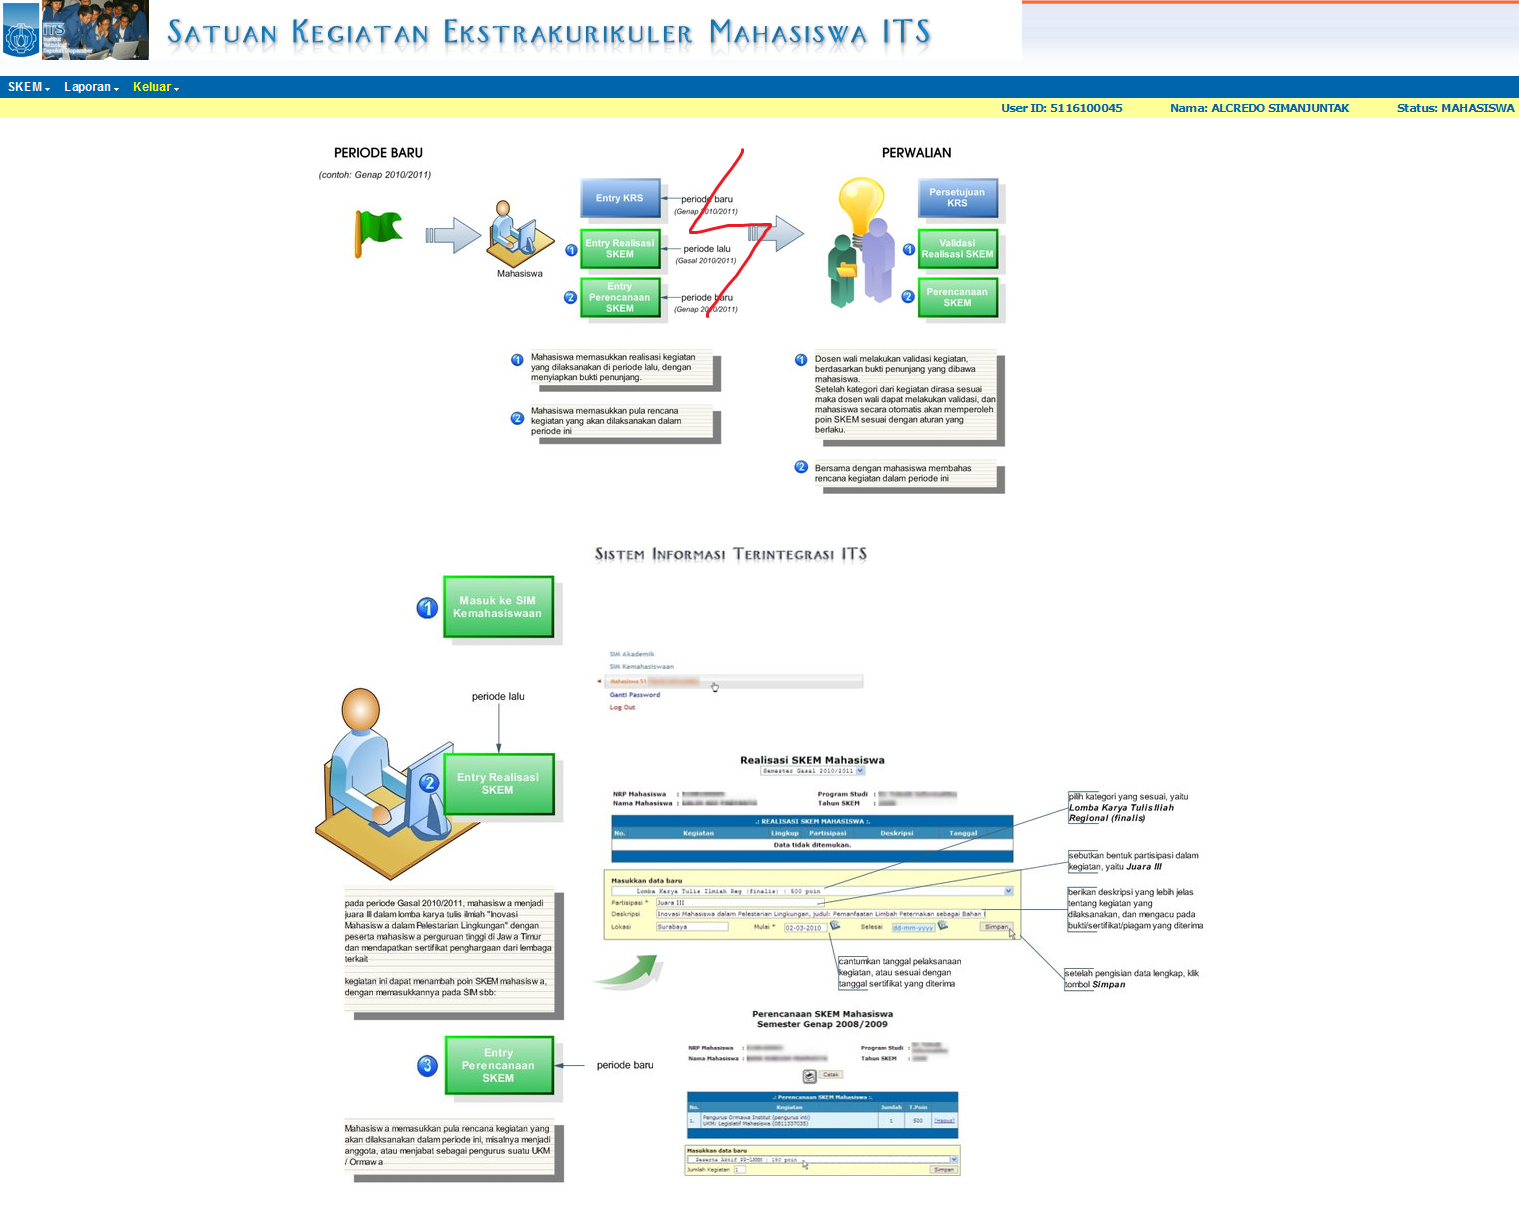 ITS
Institut
Teknologi
Sepuluh Nopember
SATUAN KEGIATAN EKSTRAKURIKULER MAHASISWA ITS
SKEM Laporan Keluar
User ID: 5116100045 Nama: ALCREDO SIMANJUNTAK Status: MAHASISWA
PERIODE BARU
(contoh: Genap 2010/2011)
Mahasiswa
Entry KRS
periode baru
(Genap 2010/2011)
1
Entry Realisasi
SKEM
periode lalu
(Gasal 2010/2011)
2
Entry
Perencanaan
SKEM
periode baru
(Genap 2010/2011)
PERWALIAN
Persetujuan
KRS
1
Validasi
Realisasi SKEM
2
Perencanaan
SKEM
1
Mahasiswa memasukkan realisasi kegiatan
yang dilaksanakan di periode lalu, dengan
menyiapkan bukti penunjang.
2
Mahasiswa memasukkan pula rencana
kegiatan yang akan dilaksanakan dalam
periode ini
1
Dosen wali melakukan validasi kegiatan,
berdasarkan bukti penunjang yang dibawa
mahasiswa.
Setelah kategori dari kegiatan dirasa sesuai
maka dosen wali dapat melakukan validasi, dan
mahasiswa secara otomatis akan memperoleh
poin SKEM sesuai dengan aturan yang
berlaku.
2
Bersama dengan mahasiswa membahas
rencana kegiatan dalam periode ini
SISTEM INFORMASI TERINTEGRASI ITS
1
Masuk ke SIM
Kemahasiswaan
SIM Akademik
SIM Kemahasiswaan
Mahasiswa S1
Ganti Password
Log Out
periode lalu
2
Entry Realisasi
SKEM
pada periode Gasal 2010/2011, mahasiswa menjadi
juara III dalam lomba karya tulis ilmiah "Inovasi
Mahasiswa dalam Pelestarian Lingkungan" dengan
peserta mahasiswa perguruan tinggi di Jawa Timur
dan mendapatkan sertifikat penghargaan dari lembaga
terkait
kegiatan ini dapat menambah poin SKEM mahasiswa,
dengan memasukkannya pada SIM sbb:
Realisasi SKEM Mahasiswa
Semester Gasal 2010/2011
NRP Mahasiswa : Program Studi :
Nama Mahasiswa : Tahun SKEM :
.: REALISASI SKEM MAHASISWA :.
No. Kegiatan Lingkup Partisipasi Deskripsi Tanggal
Data tidak ditemukan.
Masukkan data baru
Lomba Karya Tulis Ilmiah Reg (finalis) | 500 poin
Partisipasi * Juara III
Deskripsi Inovasi Mahasiswa dalam Pelestarian Lingkungan, judul: Pemanfaatan Limbah Peternakan sebagai Bahan
Lokasi Surabaya Mulai * 02-03-2010 Selesai dd-mm-yyyy Simpan
pilih kategori yang sesuai, yaitu
Lomba Karya Tulis Iliah
Regional (finalis)
sebutkan bentuk partisipasi dalam
kegiatan, yaitu Juara III
berikan deskripsi yang lebih jelas
tentang kegiatan yang
dilaksanakan, dan mengacu pada
bukti/sertifikat/piagam yang diterima
setelah pengisian data lengkap, klik
tombol Simpan
cantumkan tanggal pelaksanaan
kegiatan, atau sesuai dengan
tanggal sertifikat yang diterima
3
Entry
Perencanaan
SKEM
periode baru
Mahasiswa memasukkan pula rencana kegiatan yang
akan dilaksanakan dalam periode ini, misalnya menjadi
anggota, atau menjabat sebagai pengurus suatu UKM
/ Ormawa
Perencanaan SKEM Mahasiswa
Semester Genap 2008/2009
NRP Mahasiswa : Program Studi :
Nama Mahasiswa : Tahun SKEM :
Cetak
.: Perencanaan SKEM Mahasiswa :.
No. Kegiatan Jumlah T.Poin
1. Pengurus Ormawa Institut (pengurus inti)
UKM: Legislatif Mahasiswa (0811337035) 1 500 [Hapus]
Masukkan data baru
Peserta Aktif PP-LKMM | 150 poin
Jumlah Kegiatan 1 Simpan